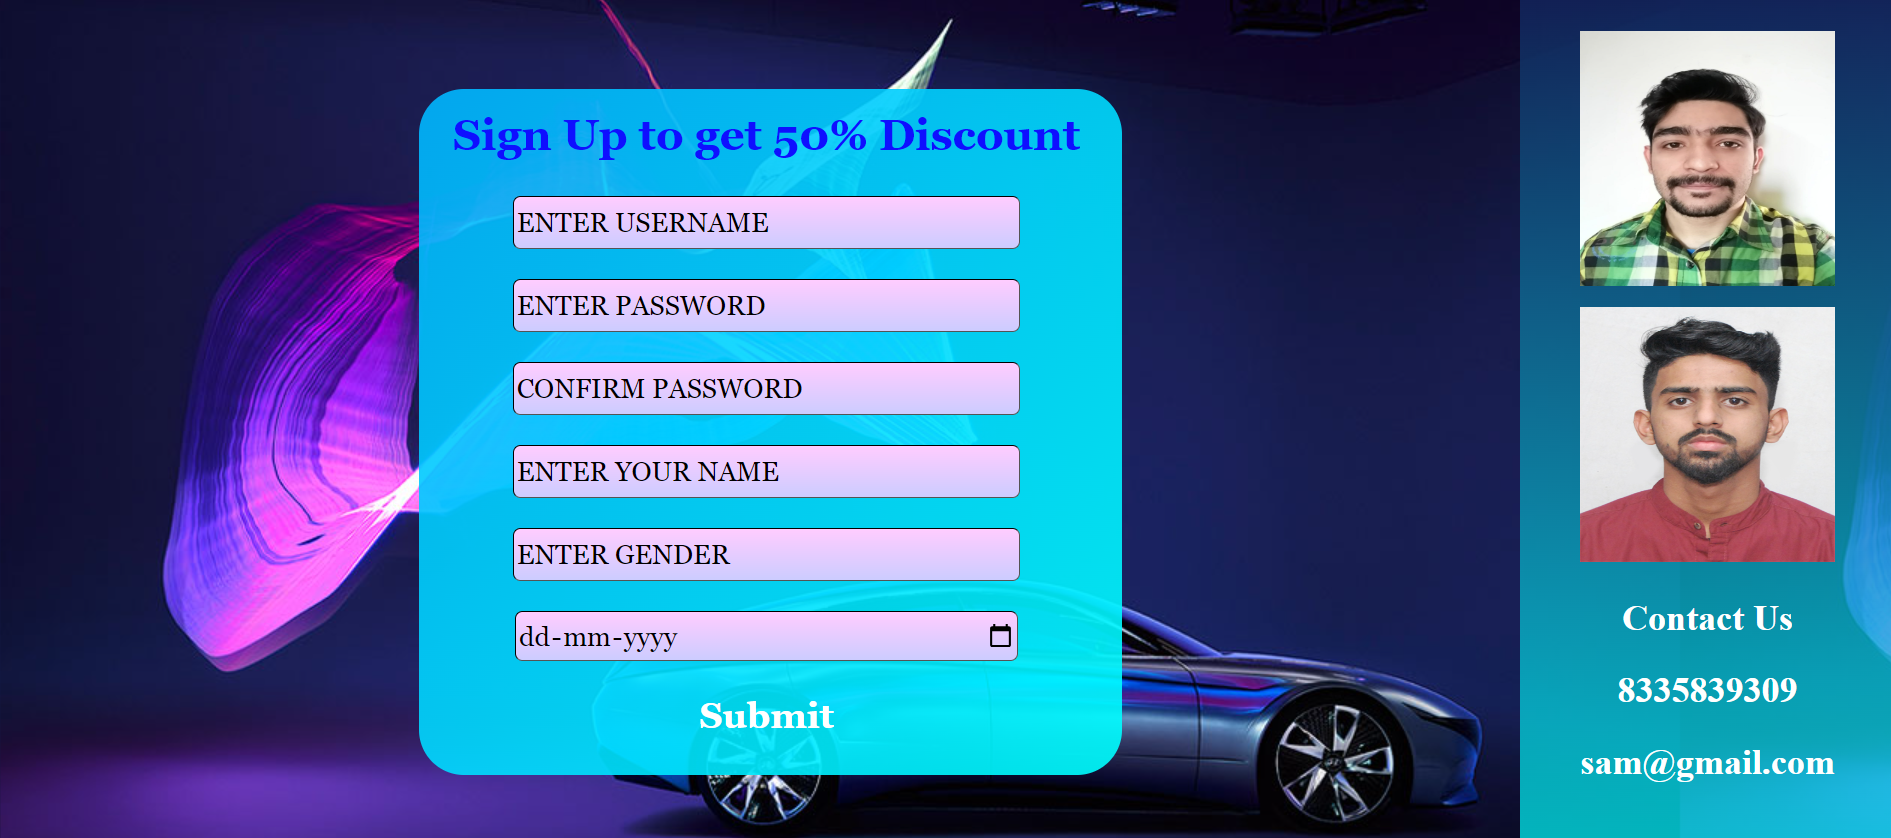 Sign Up to get 50% Discount
ENTER USERNAME
ENTER PASSWORD
CONFIRM PASSWORD
ENTER YOUR NAME
ENTER GENDER
dd-mm-yyyy
Submit
Contact Us
8335839309
sam@gmail.com